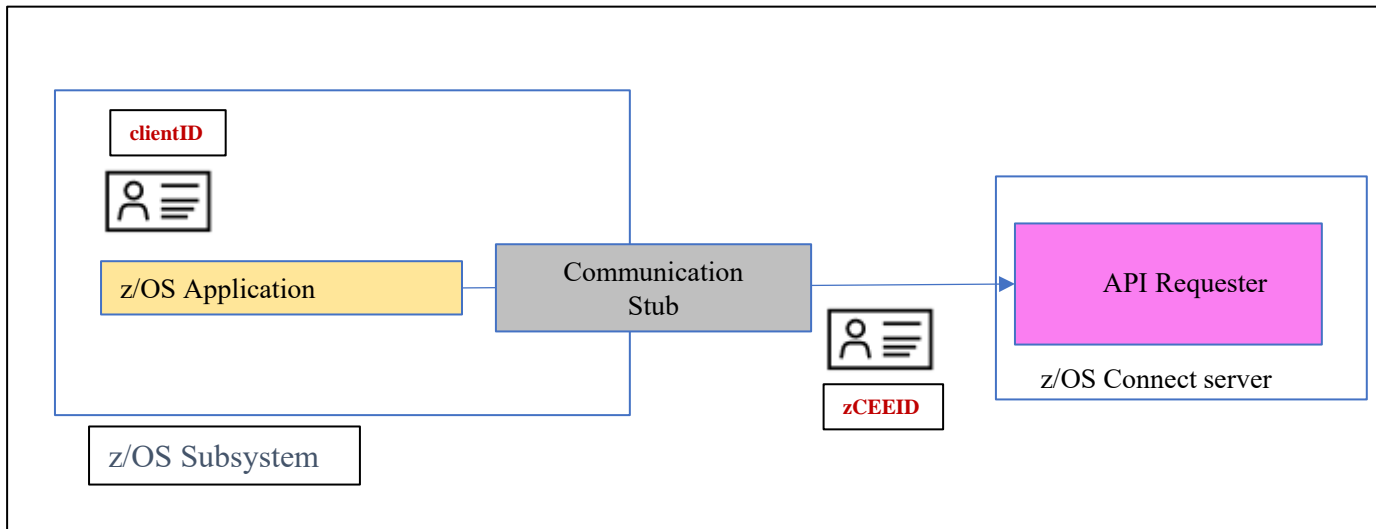 clientID
z/OS Application
Communication
Stub
API Requester
z/OS Connect server
zCEEID
z/OS Subsystem